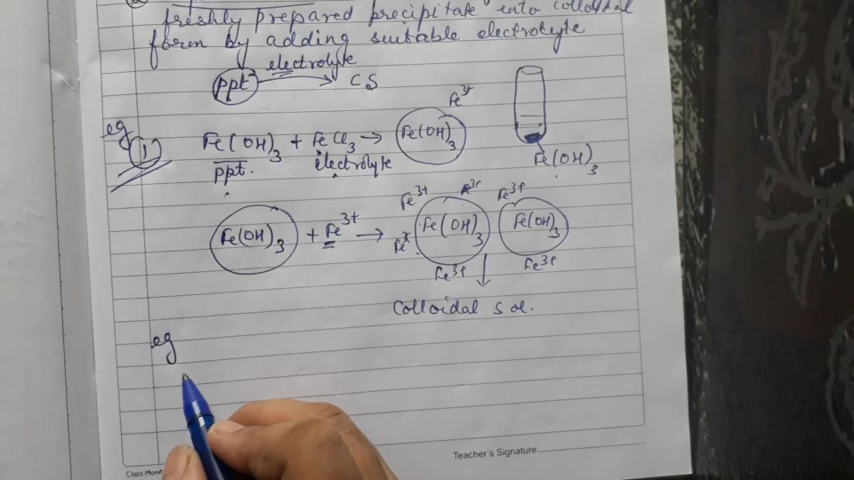 freshly prepared precipitate into colloidal
form by adding suitable electrolyte
electrolyte
ppt → CS
eg
(1) Fe(OH)3 + FeCl3 → Fe(OH)3 Fe3+
ppt. electrolyte
Fe(OH)3
Fe(OH)3 + Fe3+ → Fe(OH)3 Fe(OH)3
Fe3+ Fe3+ Fe3+
Fe3+ Fe3+
Colloidal sol.
eg
Teacher's Signature